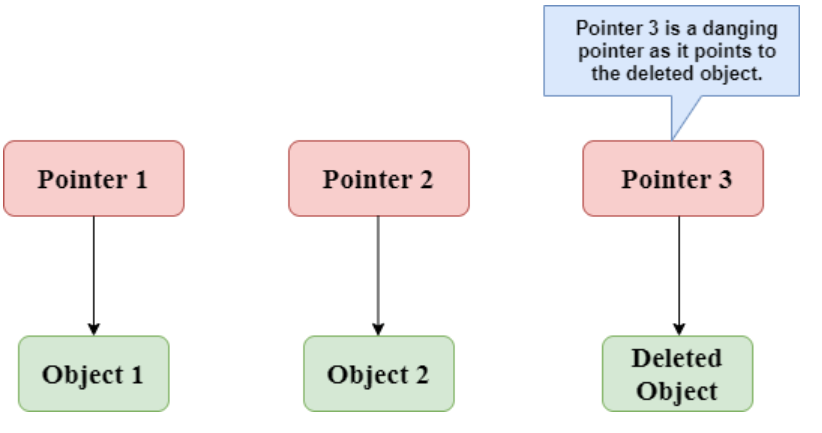 Pointer 3 is a danging
pointer as it points to
the deleted object.
Pointer 1
Pointer 2
Pointer 3
Object 1
Object 2
Deleted
Object